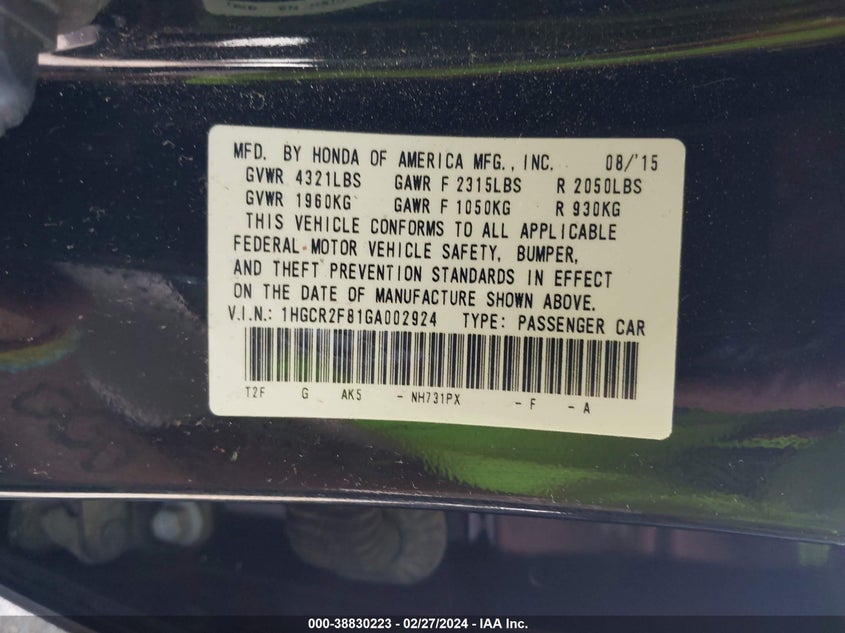 MFD. BY HONDA OF AMERICA MFG., INC. 08/'15
GVWR 4321LBS GAWR F 2315LBS R 2050LBS
GVWR 1960KG GAWR F 1050KG R 930KG
THIS VEHICLE CONFORMS TO ALL APPLICABLE
FEDERAL MOTOR VEHICLE SAFETY, BUMPER,
AND THEFT PREVENTION STANDARDS IN EFFECT
ON THE DATE OF MANUFACTURE SHOWN ABOVE.
V.I.N.: 1HGCR2F81GA002924 TYPE: PASSENGER CAR
T2F G AK5 - NH731PX - F - A
000-38830223 - 02/27/2024 - IAA Inc.